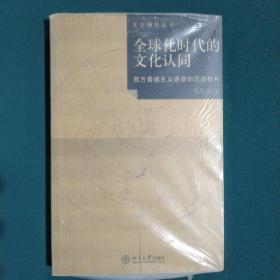 全球化时代的
文化认同
西方普遍主义话语的历史批判
北京大学出版社